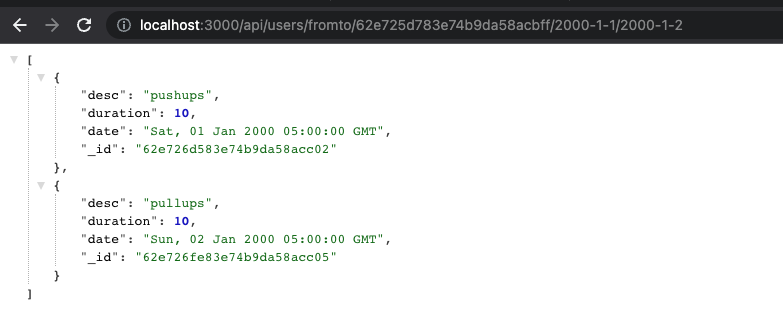 localhost:3000/api/users/fromto/62e725d783e74b9da58acbff/2000-1-1/2000-1-2
[
{
"desc": "pushups",
"duration": 10,
"date": "Sat, 01 Jan 2000 05:00:00 GMT",
"_id": "62e726d583e74b9da58acc02"
},
{
"desc": "pullups",
"duration": 10,
"date": "Sun, 02 Jan 2000 05:00:00 GMT",
"_id": "62e726fe83e74b9da58acc05"
}
]